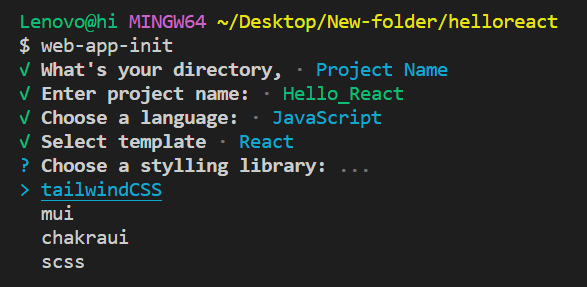 Lenovo@hi MINGW64 ~/Desktop/New-folder/helloreact
$ web-app-init
√ What's your directory, · Project Name
√ Enter project name: · Hello_React
√ Choose a language: · JavaScript
√ Select template · React
? Choose a stylling library: ...
> tailwindCSS
mui
chakraui
scss